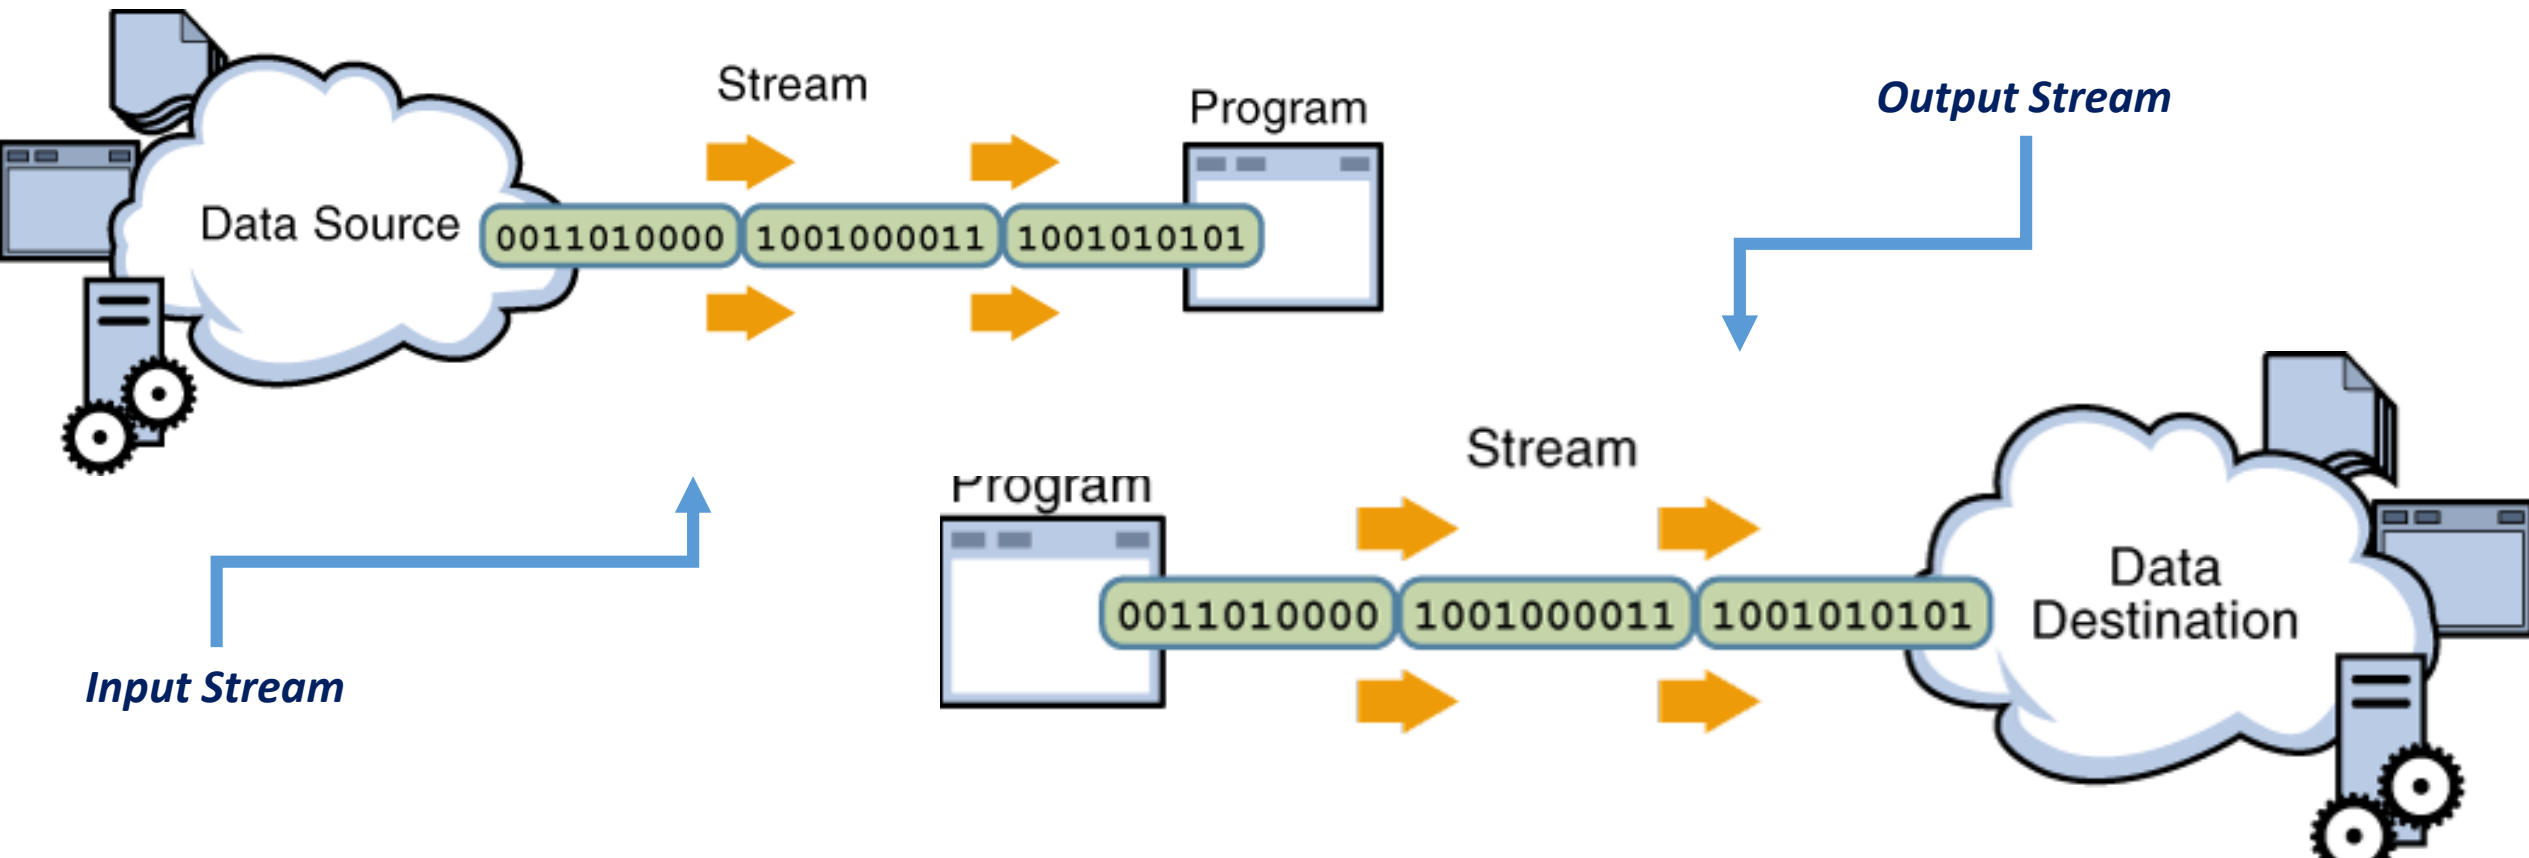 Stream
Program
Data Source
0011010000 1001000011 1001010101
Output Stream
Input Stream
Stream
Program
0011010000 1001000011 1001010101
Data
Destination